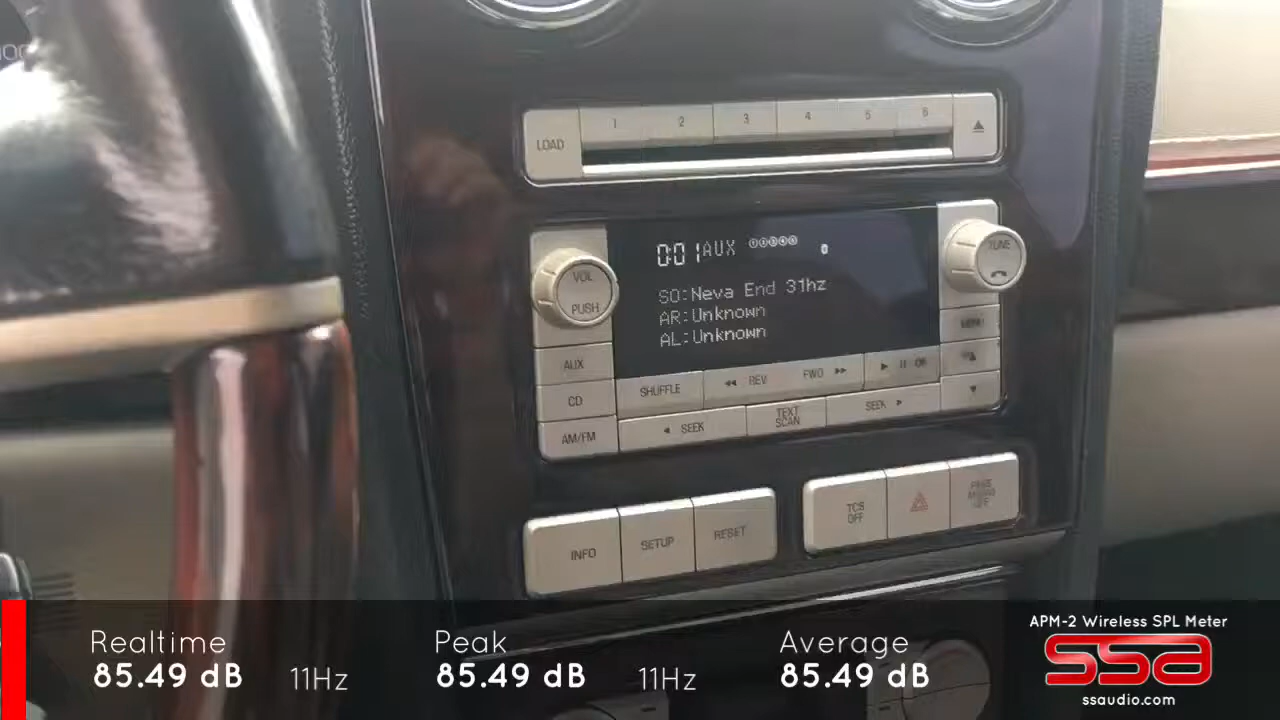 LOAD 1 2 3 4 5 6
0:01 AUX
VOL
PUSH
TUNE
SO:Neva End 31hz
AR:Unknown
AL:Unknown
MENU
AUX
SHUFFLE REV FWD OK
CD
SEEK TEXT SCAN SEEK
AM/FM
INFO SETUP RESET
TCS
OFF
Realtime
85.49 dB 11Hz
Peak
85.49 dB 11Hz
Average
85.49 dB
APM-2 Wireless SPL Meter
ssa
ssaudio.com